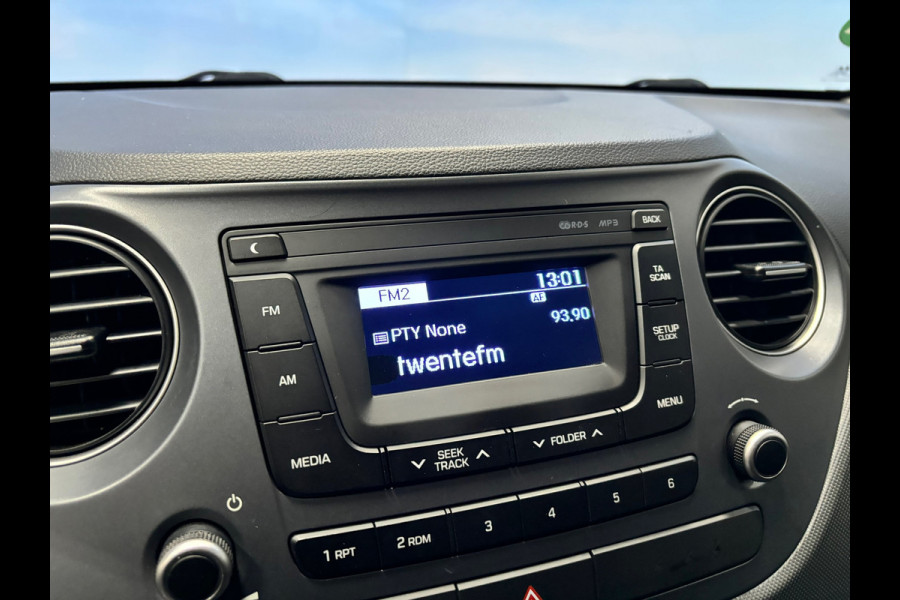 RDS MP3 BACK
FM2 13:01
AF
93.90
PTY None
twentefm
FM
AM
MEDIA
TA
SCAN
SETUP
CLOCK
MENU
SEEK
TRACK
FOLDER
1 RPT 2 RDM 3 4 5 6